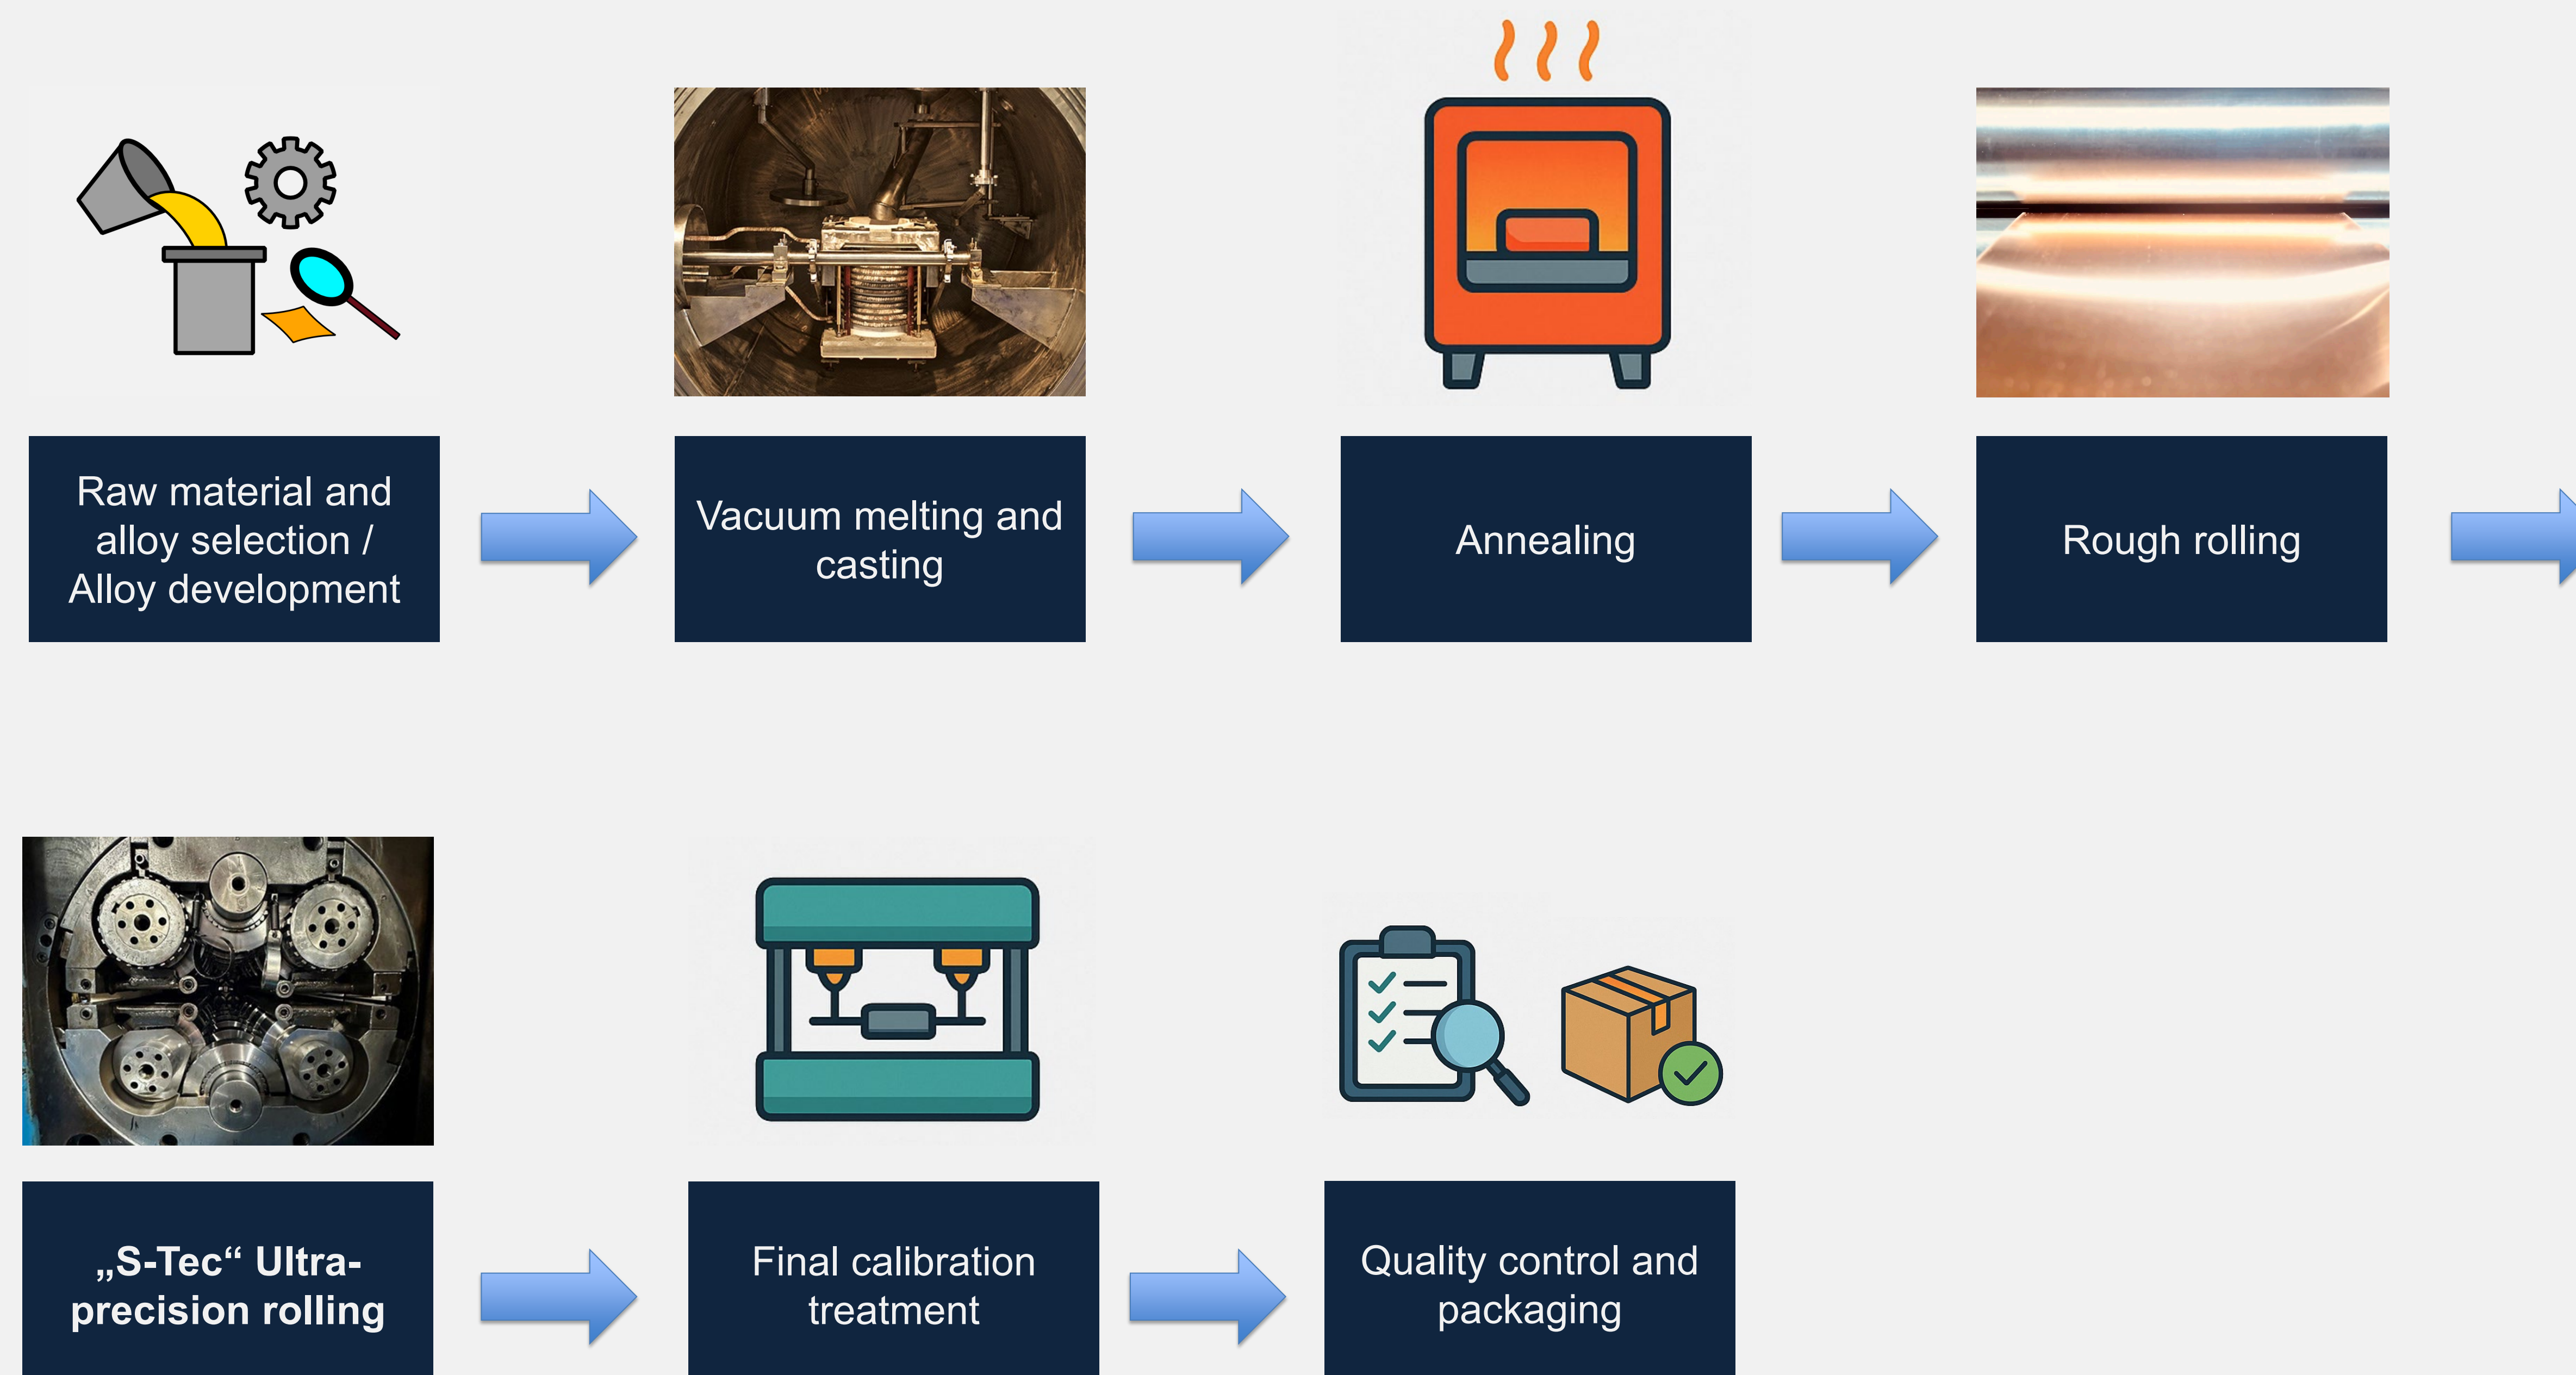 Raw material and
alloy selection /
Alloy development
Vacuum melting and
casting
Annealing
Rough rolling
„S-Tec“ Ultra-
precision rolling
Final calibration
treatment
Quality control and
packaging